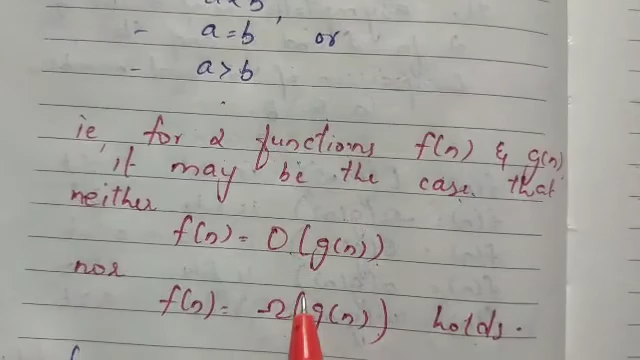 a < b
- a = b, or
- a > b
ie, for 2 functions f(n) & g(n)
it may be the case that
neither
f(n) = O(g(n))
nor
f(n) = Ω(g(n)) holds.